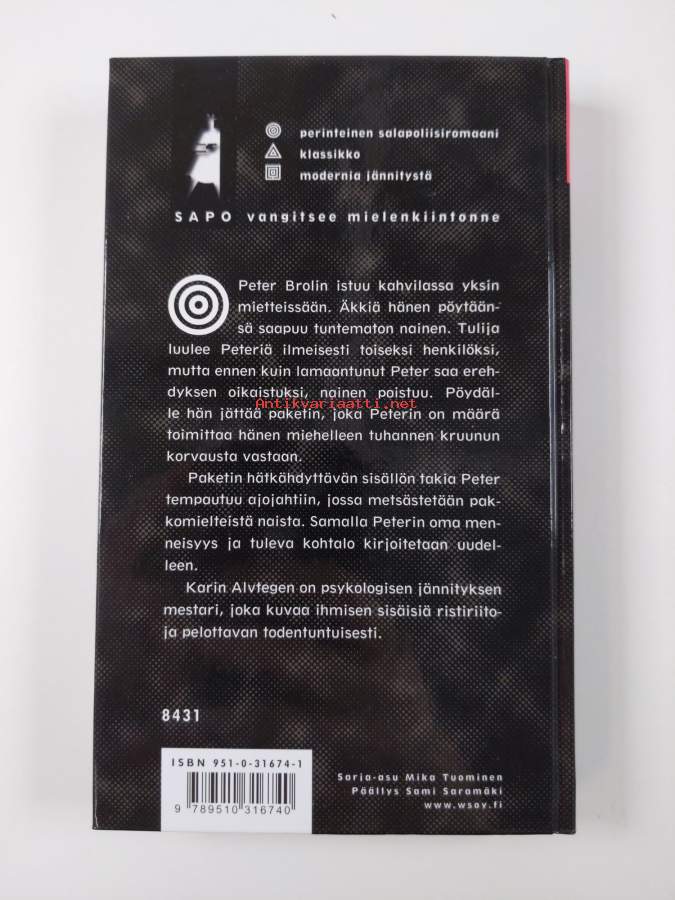 perinteinen salapoliisiromaani
klassikko
modernia jännitystä
SAPO vangitsee mielenkiintonne
Peter Brolin istuu kahvilassa yksin
mietteissään. Äkkiä hänen pöytään-
sä saapuu tuntematon nainen. Tulija
luulee Peteriä ilmeisesti toiseksi henkilöksi,
mutta ennen kuin lamaantunut Peter saa ereh-
dyksen oikaistuksi, nainen poistuu. Pöydäl-
le hän jättää paketin, joka Peterin on määrä
Antikvariaatti.net
toimittaa hänen miehelleen tuhannen kruunun
korvausta vastaan.
Paketin hätkähdyttävän sisällön takia Peter
tempautuu ajojahtiin, jossa metsästetään pak-
komielteistä naista. Samalla Peterin oma men-
neisyys ja tuleva kohtalo kirjoitetaan uudel-
leen.
Karin Alvtegen on psykologisen jännityksen
mestari, joka kuvaa ihmisen sisäisiä ristiriito-
ja pelottavan todentuntuisesti.
8431
ISBN 951-0-31674-1
9 789510 316740
Sarja-asu Mika Tuominen
Päällys Sami Saramäki
www.wsoy.fi